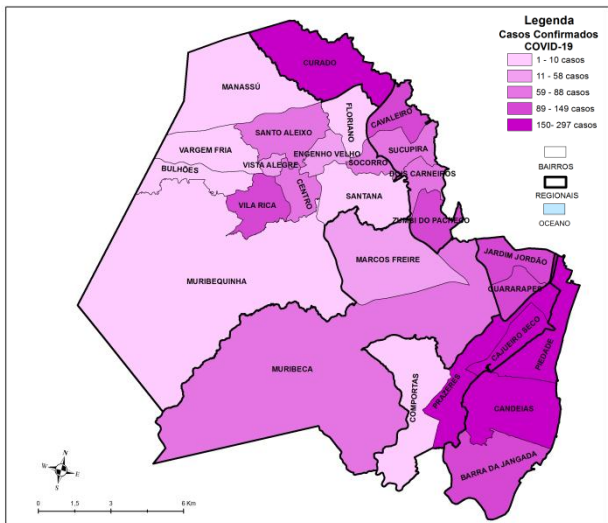 Legenda
Casos Confirmados
COVID-19
1 - 10 casos
11 - 58 casos
59 - 88 casos
89 - 149 casos
150- 297 casos
BAIRROS
REGIONAIS
OCEANO
CURADO
MANASSÚ
FLORIANO
CAVALEIRO
SANTO ALEIXO
SUCUPIRA
VARGEM FRIA
ENGENHO VELHO
VISTA ALEGRE
SOCORRO
BULHÕES
DOIS CARNEIROS
CENTRO
SANTANA
VILA RICA
ZUMBI DO PACHECO
MARCOS FREIRE
JARDIM JORDÃO
MURIBEQUINHA
GUARARAPES
CAJUEIRO SECO
PIEDADE
MURIBECA
COMPORTAS
PRAZERES
CANDEIAS
BARRA DA JANGADA
N
W
E
S
0 1,5 3 6 Km